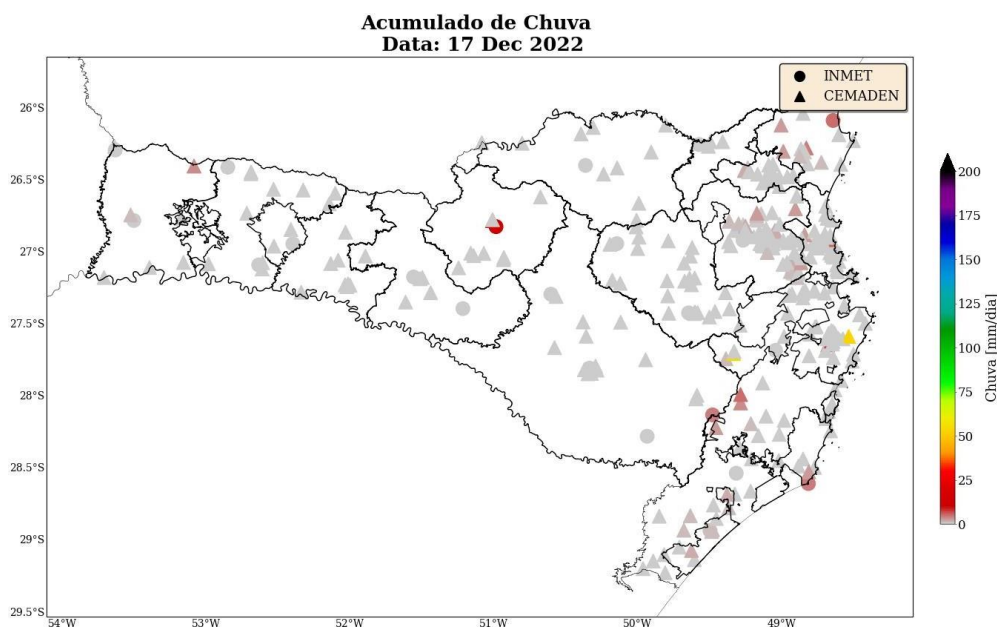 Acumulado de Chuva
Data: 17 Dec 2022
INMET
CEMADEN
26°S
26.5°S
27°S
27.5°S
28°S
28.5°S
29°S
29.5°S
54°W
53°W
52°W
51°W
50°W
49°W
200
175
150
125
100
75
50
25
0
Chuva [mm/dia]